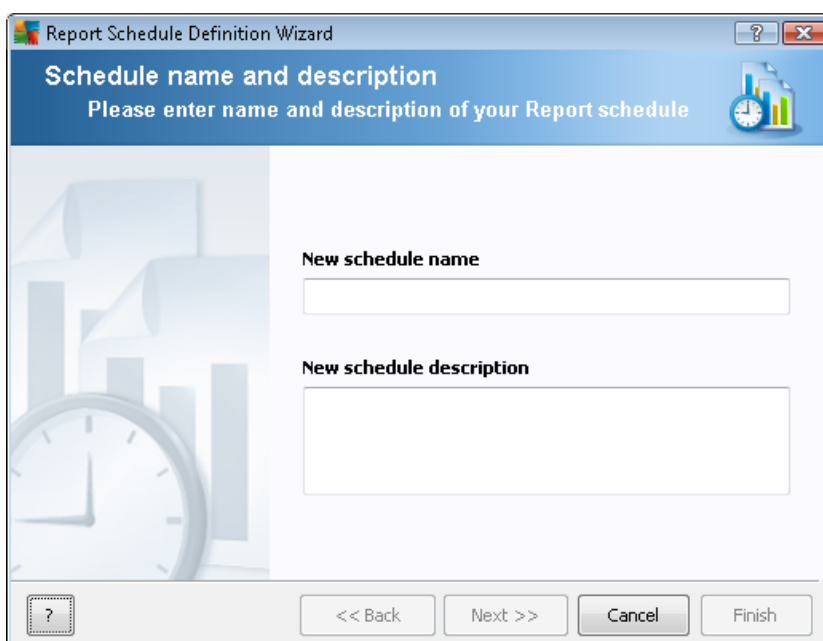 Report Schedule Definition Wizard
?
Schedule name and description
Please enter name and description of your Report schedule
New schedule name
New schedule description
?
<< Back
Next >>
Cancel
Finish